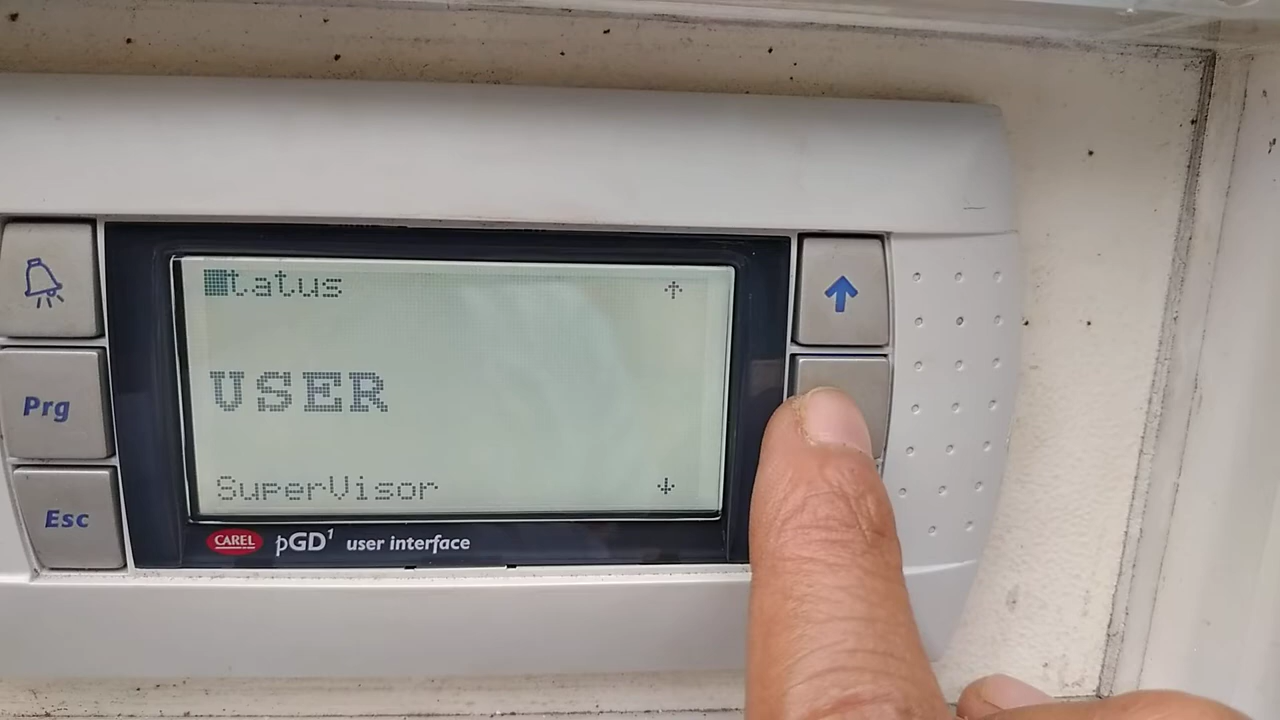 tatus
USER
SuperVisor
Prg
Esc
CAREL pGD¹ user interface